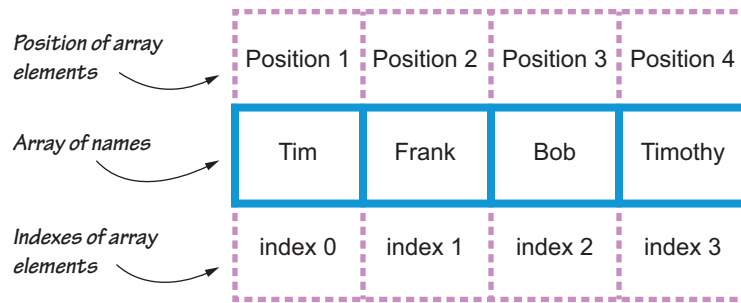 Position of array
elements
Position 1 Position 2 Position 3 Position 4
Array of names
Tim Frank Bob Timothy
Indexes of array
elements
index 0 index 1 index 2 index 3